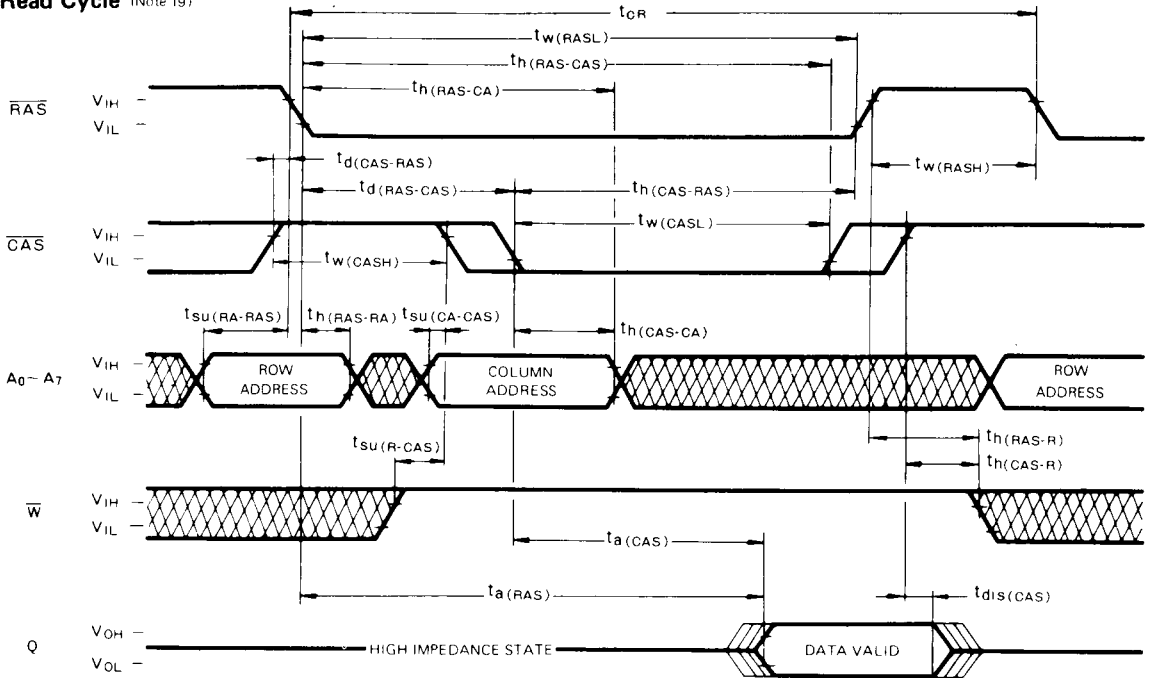 Read Cycle (Note 19)
tCR
tw(RASL)
th(RAS-CAS)
th(RAS-CA)
RAS
VIH
VIL
td(CAS-RAS)
tw(RASH)
td(RAS-CAS)
th(CAS-RAS)
CAS
VIH
VIL
tw(CASL)
tw(CASH)
tsu(RA-RAS)
th(RAS-RA)
tsu(CA-CAS)
th(CAS-CA)
A0~A7
VIH
VIL
ROW ADDRESS
COLUMN ADDRESS
ROW ADDRESS
tsu(R-CAS)
th(RAS-R)
th(CAS-R)
W
VIH
VIL
ta(CAS)
ta(RAS)
tdis(CAS)
Q
VOH
VOL
HIGH IMPEDANCE STATE
DATA VALID